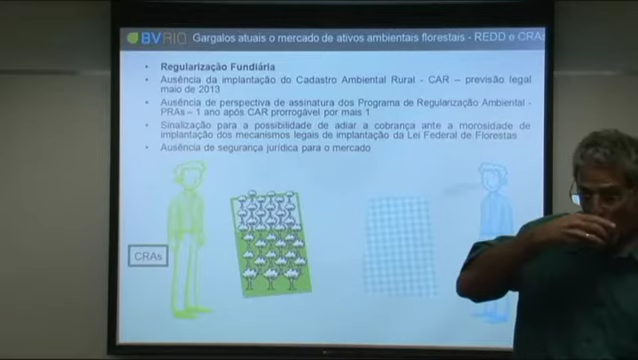 BVRIO Gargalos atuais o mercado de ativos ambientais florestais - REDD e CRAs
• Regularização Fundiária
• Ausência da implantação do Cadastro Ambiental Rural - CAR – previsão legal
maio de 2013
• Ausência de perspectiva de assinatura dos Programa de Regularização Ambiental -
PRAs – 1 ano após CAR prorrogável por mais 1
• Sinalização para a possibilidade de adiar a cobrança ante a morosidade de
implantação dos mecanismos legais de implantação da Lei Federal de Florestas
• Ausência de segurança jurídica para o mercado
CRAs